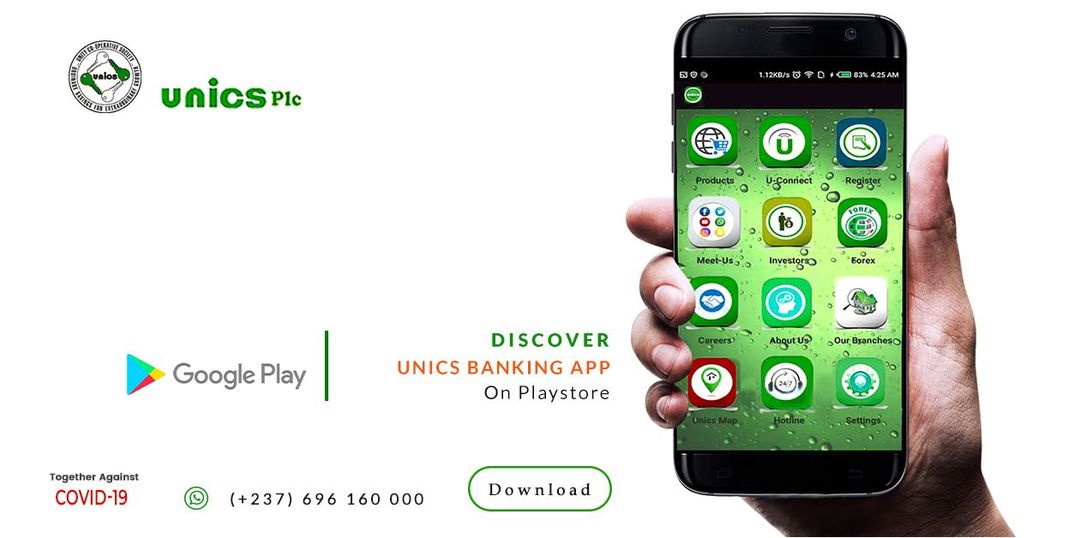 UNITY CO-OPERATIVE SOCIETY
ORDINARY SAVINGS FOR EXTRAORDINARY GROWTH
unics
unics Plc
1.12KB/s 83% 4:25 AM
Products U-Connect Register
FOREX
Meet-Us Investors Forex
Careers About Us Our Branches
24/7
Unics Map Hotline Settings
Google Play
DISCOVER
UNICS BANKING APP
On Playstore
Together Against
COVID-19
(+237) 696 160 000
Download